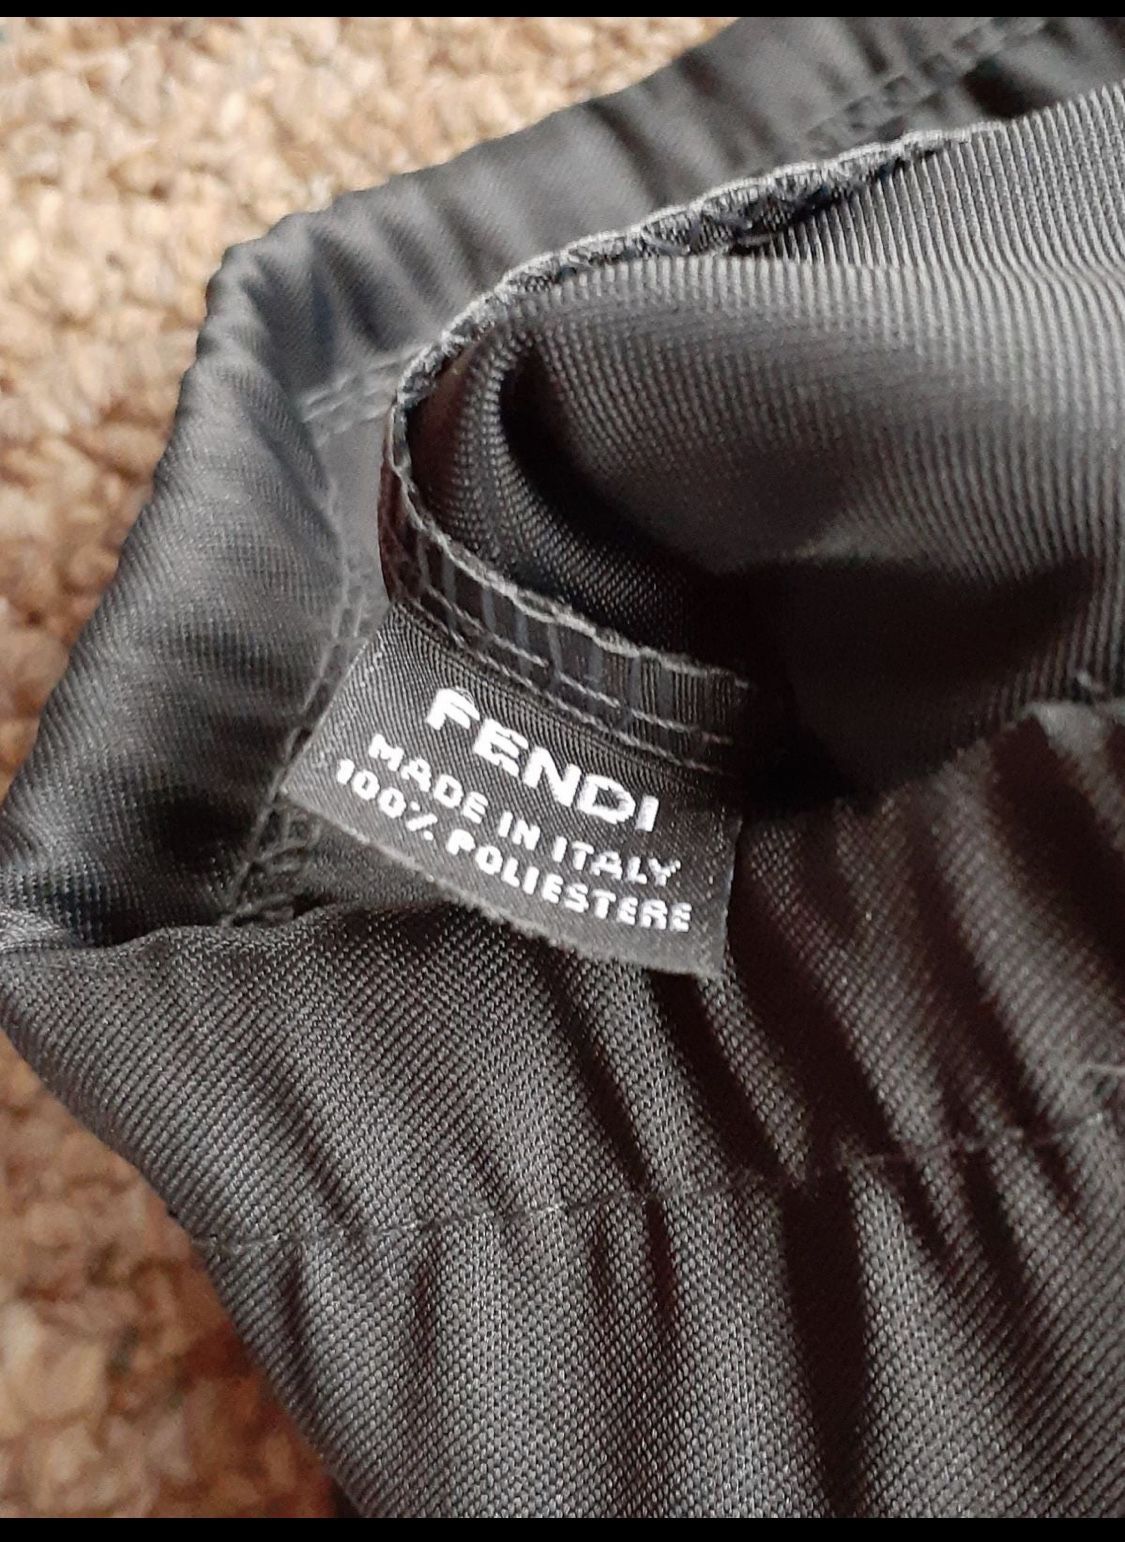 FENDI
MADE IN ITALY
100% POLIESTERE